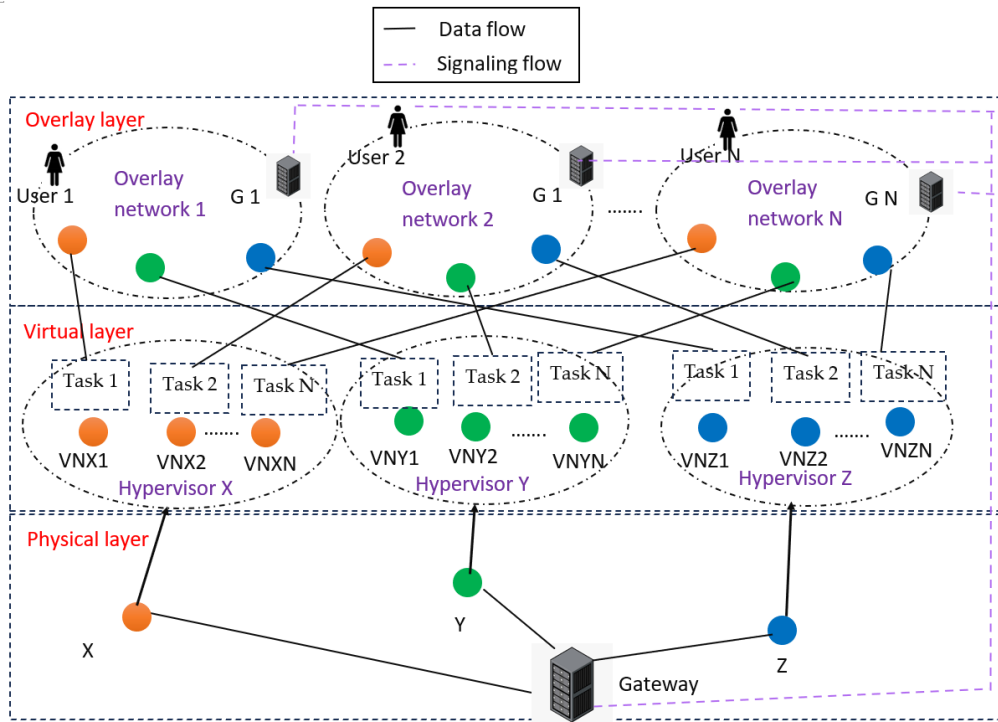 Data flow
Signaling flow
Overlay layer
User 1
Overlay
network 1
G 1
User 2
Overlay
network 2
G 1
.......
User N
Overlay
network N
G N
Virtual layer
Task 1
Task 2
Task N
Task 1
Task 2
Task N
Task 1
Task 2
Task N
VNX1
VNX2
......
VNXN
VNY1
VNY2
......
VNYN
VNZ1
VNZ2
......
VNZN
Hypervisor X
Hypervisor Y
Hypervisor Z
Physical layer
X
Y
Z
Gateway